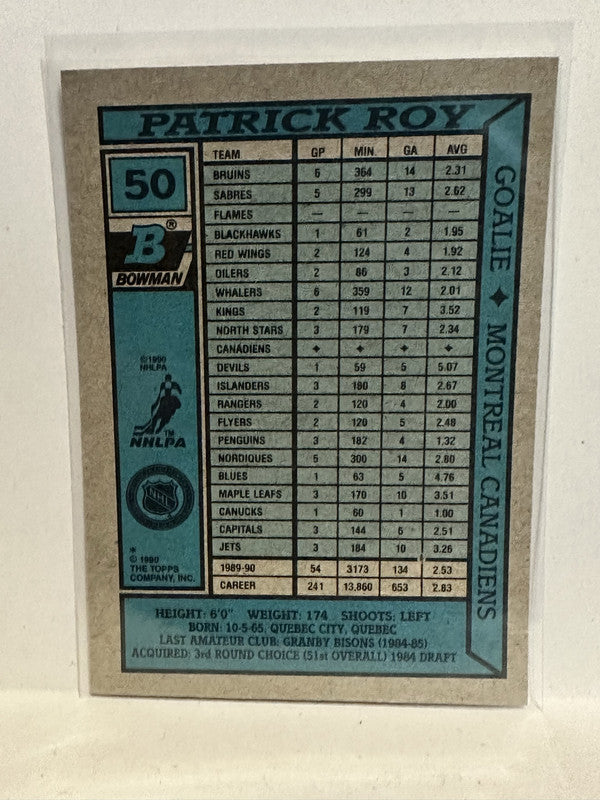 PATRICK ROY
50
B®
BOWMAN
©1990
NHLPA
TM
NHLPA
NHL
*
© 1990
THE TOPPS
COMPANY, INC.
TEAM GP MIN GA AVG
BRUINS 6 364 14 2.31
SABRES 5 299 13 2.62
FLAMES — — — —
BLACKHAWKS 1 61 2 1.95
RED WINGS 2 124 4 1.92
OILERS 2 86 3 2.12
WHALERS 6 359 12 2.01
KINGS 2 119 7 3.52
NORTH STARS 3 179 7 2.34
CANADIENS ✦ ✦ ✦ ✦
DEVILS 1 59 5 5.07
ISLANDERS 3 180 8 2.67
RANGERS 2 120 4 2.00
FLYERS 2 120 5 2.48
PENGUINS 3 182 4 1.32
NORDIQUES 5 300 14 2.80
BLUES 1 63 5 4.76
MAPLE LEAFS 3 170 10 3.51
CANUCKS 1 60 1 1.00
CAPITALS 3 144 6 2.51
JETS 3 184 10 3.26
1989-90 54 3173 134 2.53
CAREER 241 13,860 653 2.83
GOALIE ✦ MONTREAL CANADIENS
HEIGHT: 6'0" WEIGHT: 174 SHOOTS: LEFT
BORN: 10-5-65, QUEBEC CITY, QUEBEC
LAST AMATEUR CLUB: GRANBY BISONS (1984-85)
ACQUIRED: 3rd ROUND CHOICE (51st OVERALL) 1984 DRAFT